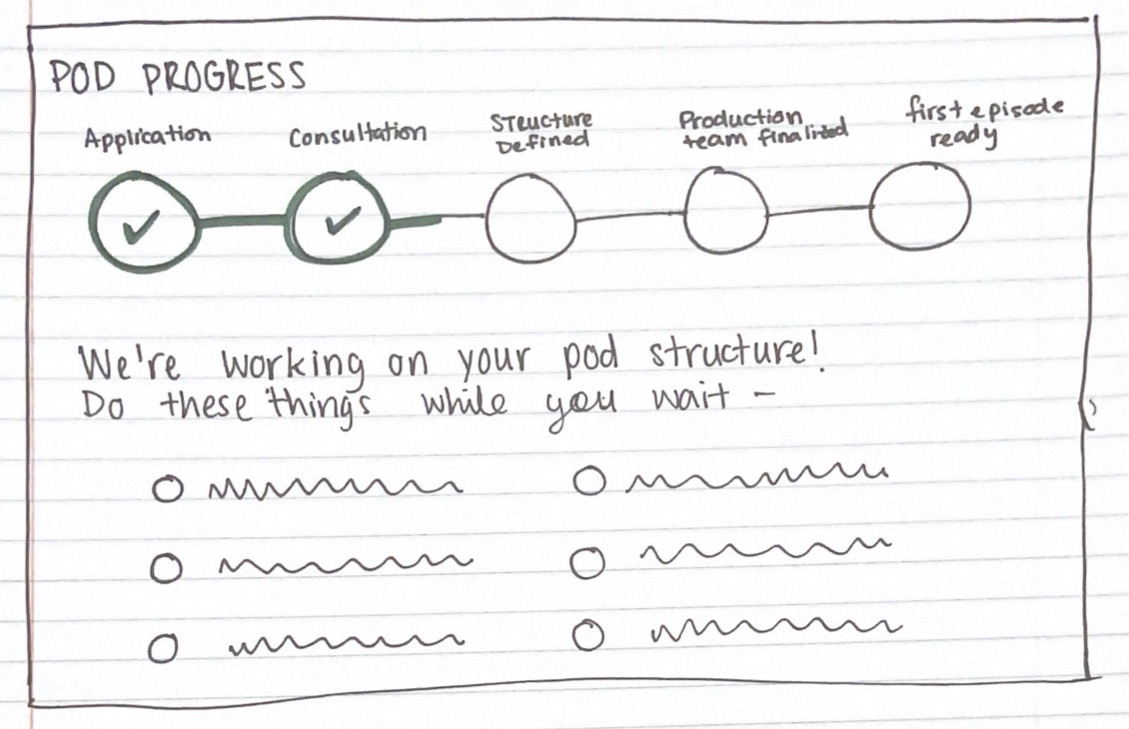 POD PROGRESS
Application
Consultation
Structure
Defined
Production
team finalized
first episode
ready
We're working on your pod structure!
Do these things while you wait –